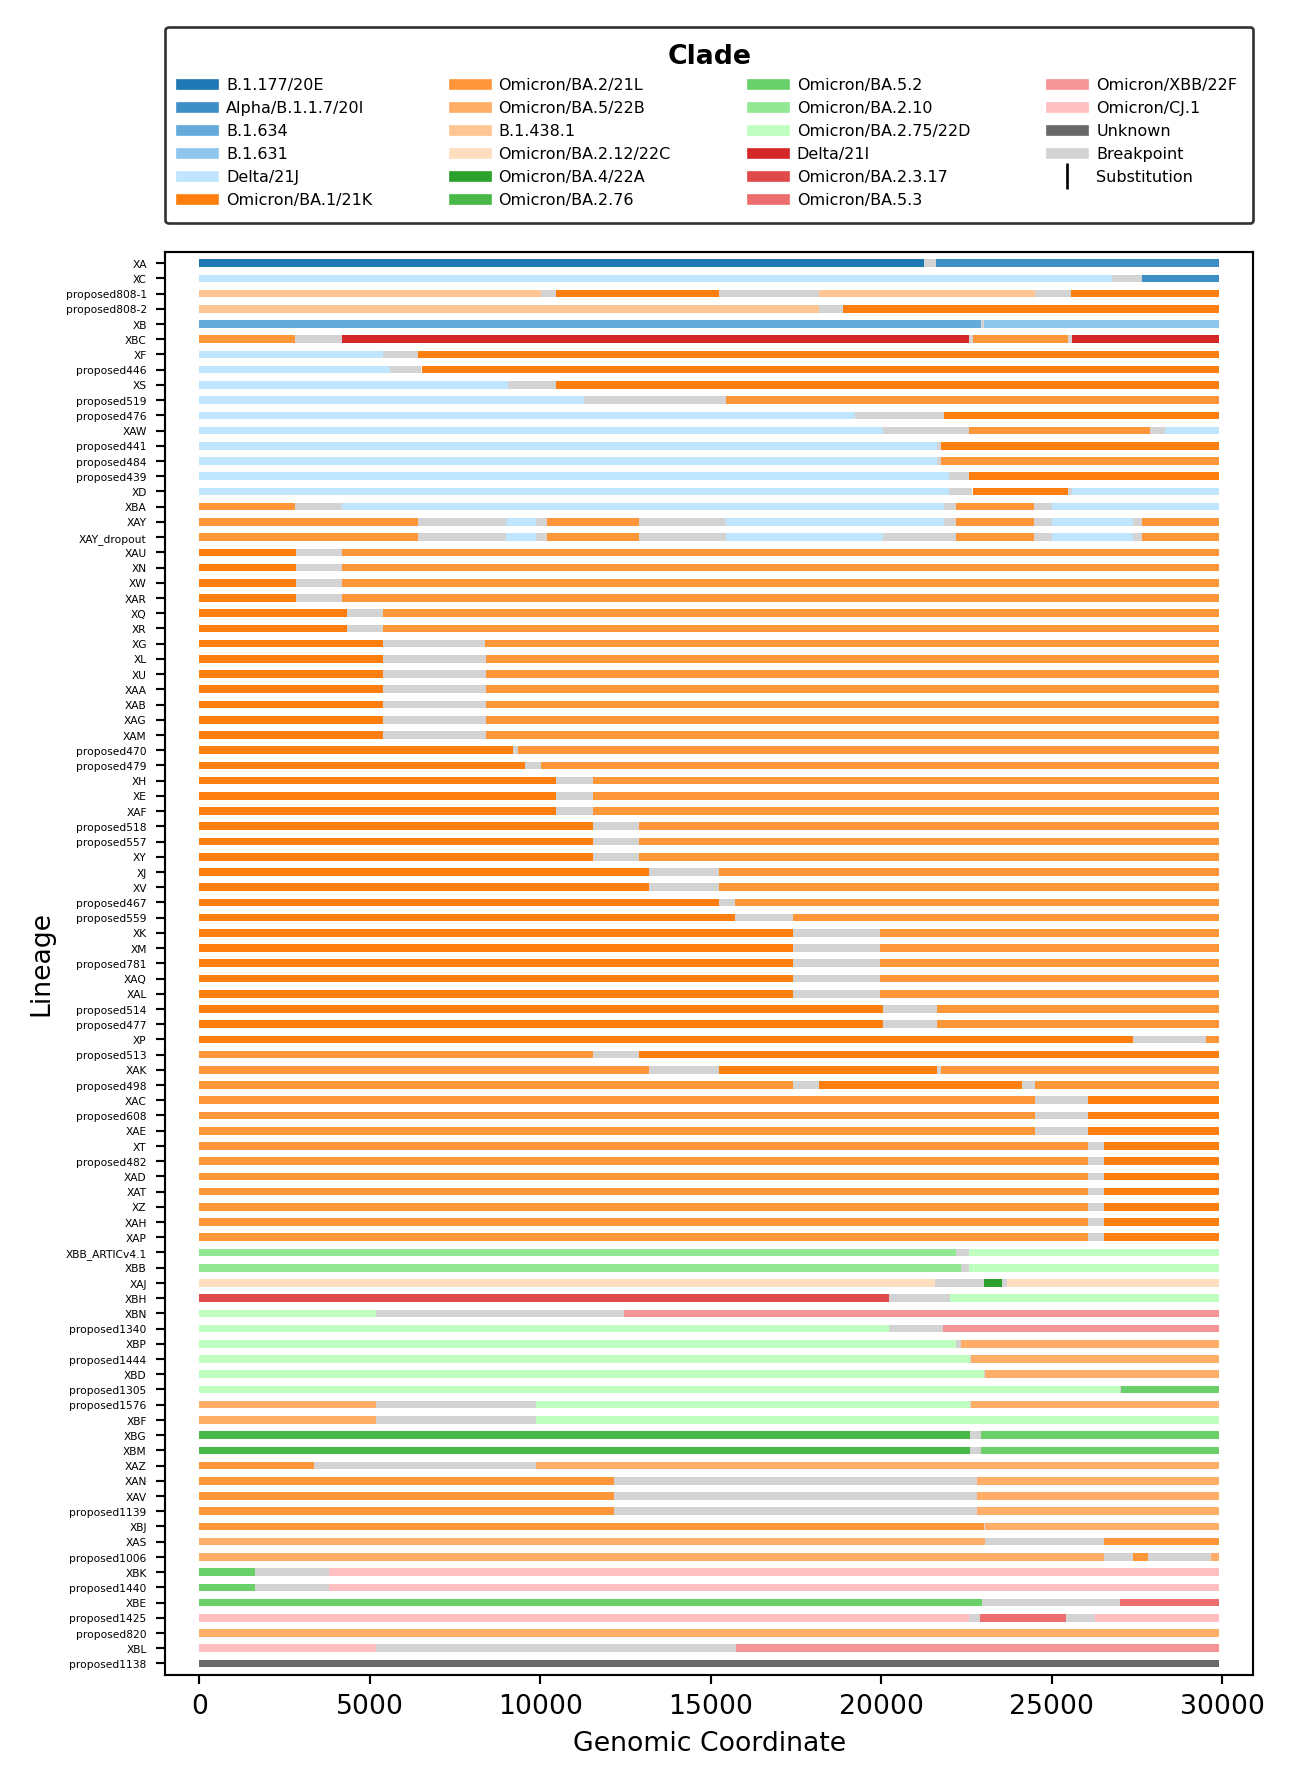 Clade
B.1.177/20E
Alpha/B.1.1.7/20I
B.1.634
B.1.631
Delta/21J
Omicron/BA.1/21K
Omicron/BA.2/21L
Omicron/BA.5/22B
B.1.438.1
Omicron/BA.2.12/22C
Omicron/BA.4/22A
Omicron/BA.2.76
Omicron/BA.5.2
Omicron/BA.2.10
Omicron/BA.2.75/22D
Delta/21I
Omicron/BA.2.3.17
Omicron/BA.5.3
Omicron/XBB/22F
Omicron/CJ.1
Unknown
Breakpoint
Substitution
Lineage
XA
XC
proposed808-1
proposed808-2
XB
XBC
XF
proposed446
XS
proposed519
proposed476
XAW
proposed441
proposed484
proposed439
XD
XBA
XAY
XAY_dropout
XAU
XN
XW
XAR
XQ
XR
XG
XL
XU
XAA
XAB
XAG
XAM
proposed470
proposed479
XH
XE
XAF
proposed518
proposed557
XY
XJ
XV
proposed467
proposed559
XK
XM
proposed781
XAQ
XAL
proposed514
proposed477
XP
proposed513
XAK
proposed498
XAC
proposed608
XAE
XT
proposed482
XAD
XAT
XZ
XAH
XAP
XBB_ARTICv4.1
XBB
XAJ
XBH
XBN
proposed1340
XBP
proposed1444
XBD
proposed1305
proposed1576
XBF
XBG
XBM
XAZ
XAN
XAV
proposed1139
XBJ
XAS
proposed1006
XBK
proposed1440
XBE
proposed1425
proposed820
XBL
proposed1138
0 5000 10000 15000 20000 25000 30000
Genomic Coordinate